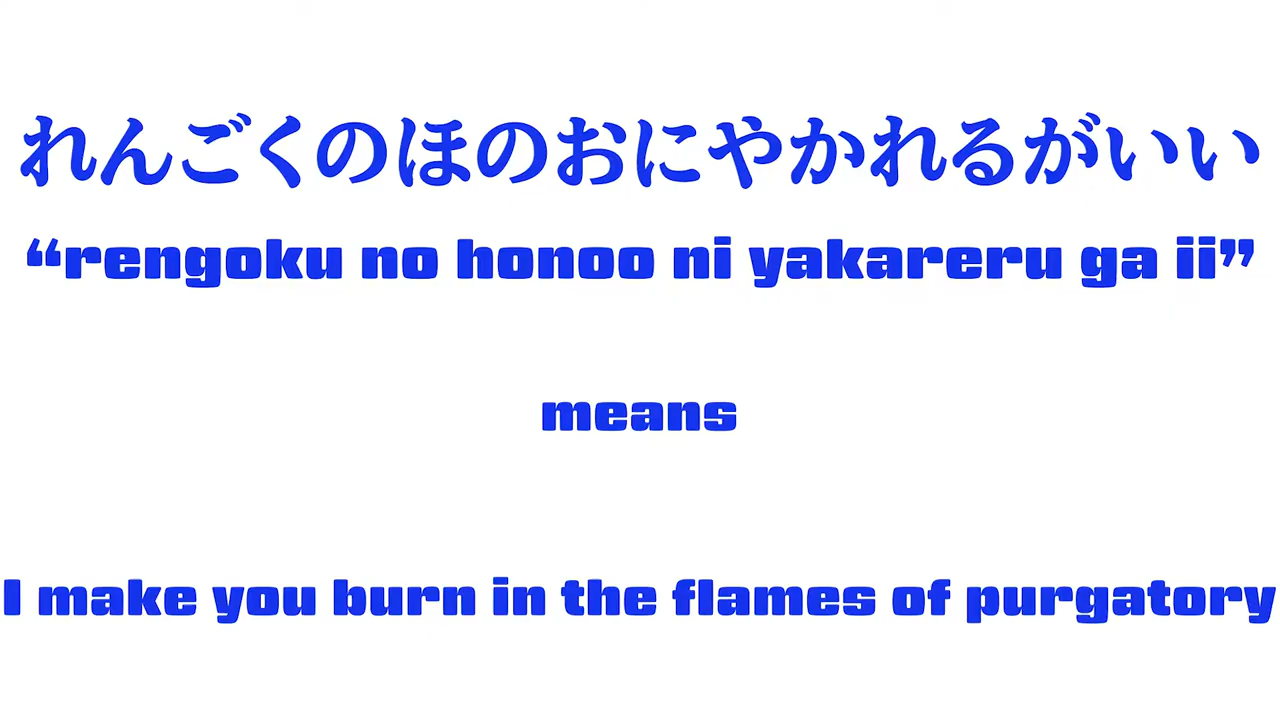 れんごくのほのおにやかれるがいい
“rengoku no honoo ni yakareru ga ii”
means
I make you burn in the flames of purgatory